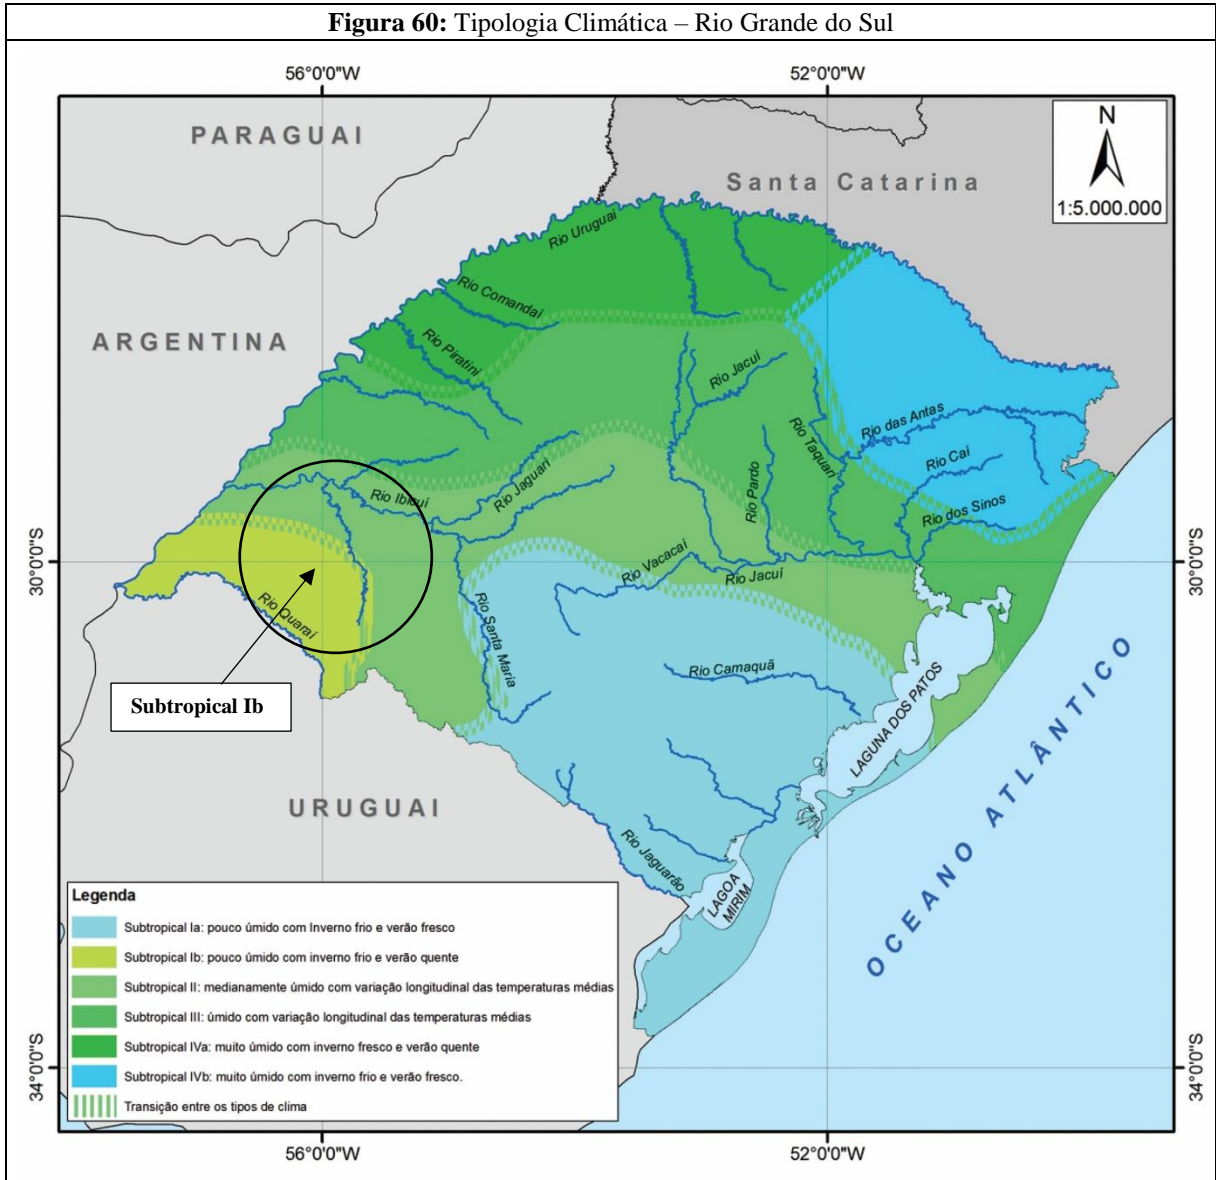 Figura 60: Tipologia Climática – Rio Grande do Sul
56°0'0"W
52°0'0"W
PARAGUAI
N
1:5.000.000
Santa Catarina
Rio Uruguai
Rio Comandaí
ARGENTINA
Rio Piratini
Rio Jacuí
Rio Taquari
Rio das Antas
Rio Caí
Rio Pardo
Rio Jaguari
Rio Ibicuí
Rio dos Sinos
30°0'0"S
30°0'0"S
Rio Vacacaí
Rio Jacuí
Rio Quaraí
Rio Santa Maria
Rio Camaquã
Subtropical Ib
LAGUNA DOS PATOS
OCEANO ATLÂNTICO
URUGUAI
Rio Jaguarão
LAGOA
MIRIM
Legenda
Subtropical Ia: pouco úmido com Inverno frio e verão fresco
Subtropical Ib: pouco úmido com inverno frio e verão quente
Subtropical II: medianamente úmido com variação longitudinal das temperaturas médias
Subtropical III: úmido com variação longitudinal das temperaturas médias
Subtropical IVa: muito úmido com inverno fresco e verão quente
Subtropical IVb: muito úmido com inverno frio e verão fresco.
Transição entre os tipos de clima
34°0'0"S
34°0'0"S
56°0'0"W
52°0'0"W